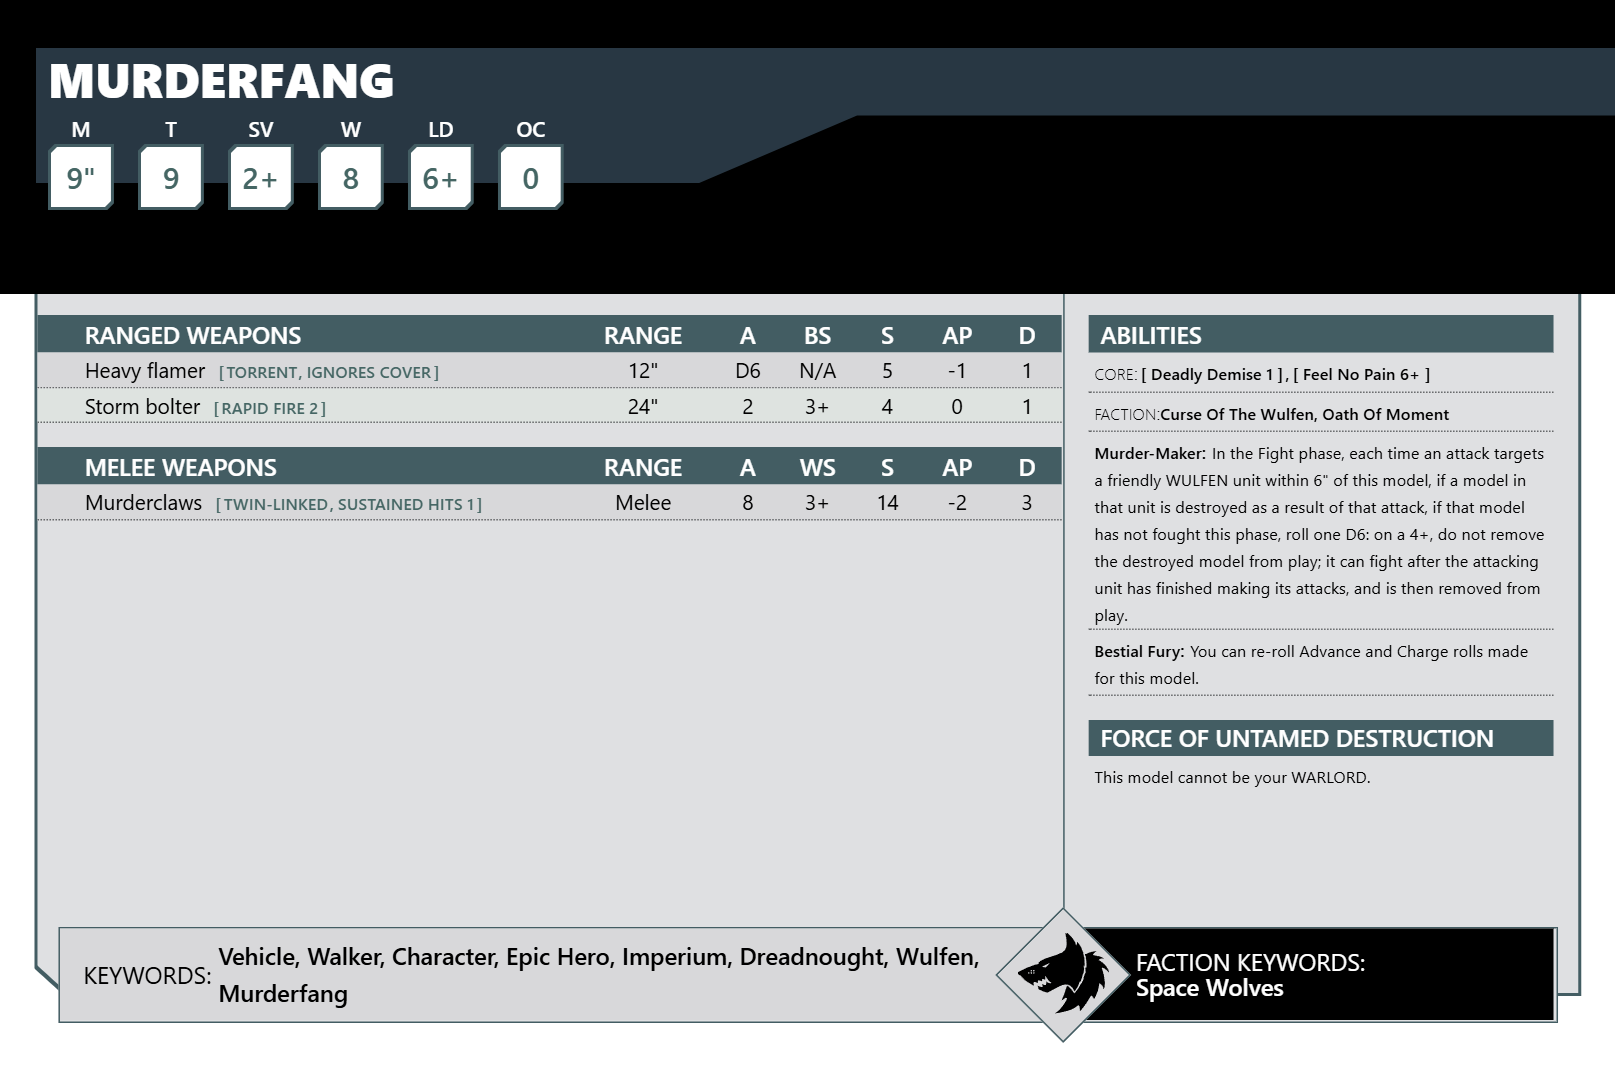 MURDERFANG
M T SV W LD OC
9" 9 2+ 8 6+ 0
RANGED WEAPONS RANGE A BS S AP D
Heavy flamer [TORRENT, IGNORES COVER] 12" D6 N/A 5 -1 1
Storm bolter [RAPID FIRE 2] 24" 2 3+ 4 0 1
MELEE WEAPONS RANGE A WS S AP D
Murderclaws [TWIN-LINKED, SUSTAINED HITS 1] Melee 8 3+ 14 -2 3
ABILITIES
CORE: [ Deadly Demise 1 ] , [ Feel No Pain 6+ ]
FACTION:Curse Of The Wulfen, Oath Of Moment
Murder-Maker: In the Fight phase, each time an attack targets
a friendly WULFEN unit within 6" of this model, if a model in
that unit is destroyed as a result of that attack, if that model
has not fought this phase, roll one D6: on a 4+, do not remove
the destroyed model from play; it can fight after the attacking
unit has finished making its attacks, and is then removed from
play.
Bestial Fury: You can re-roll Advance and Charge rolls made
for this model.
FORCE OF UNTAMED DESTRUCTION
This model cannot be your WARLORD.
KEYWORDS: Vehicle, Walker, Character, Epic Hero, Imperium, Dreadnought, Wulfen,
Murderfang
FACTION KEYWORDS:
Space Wolves